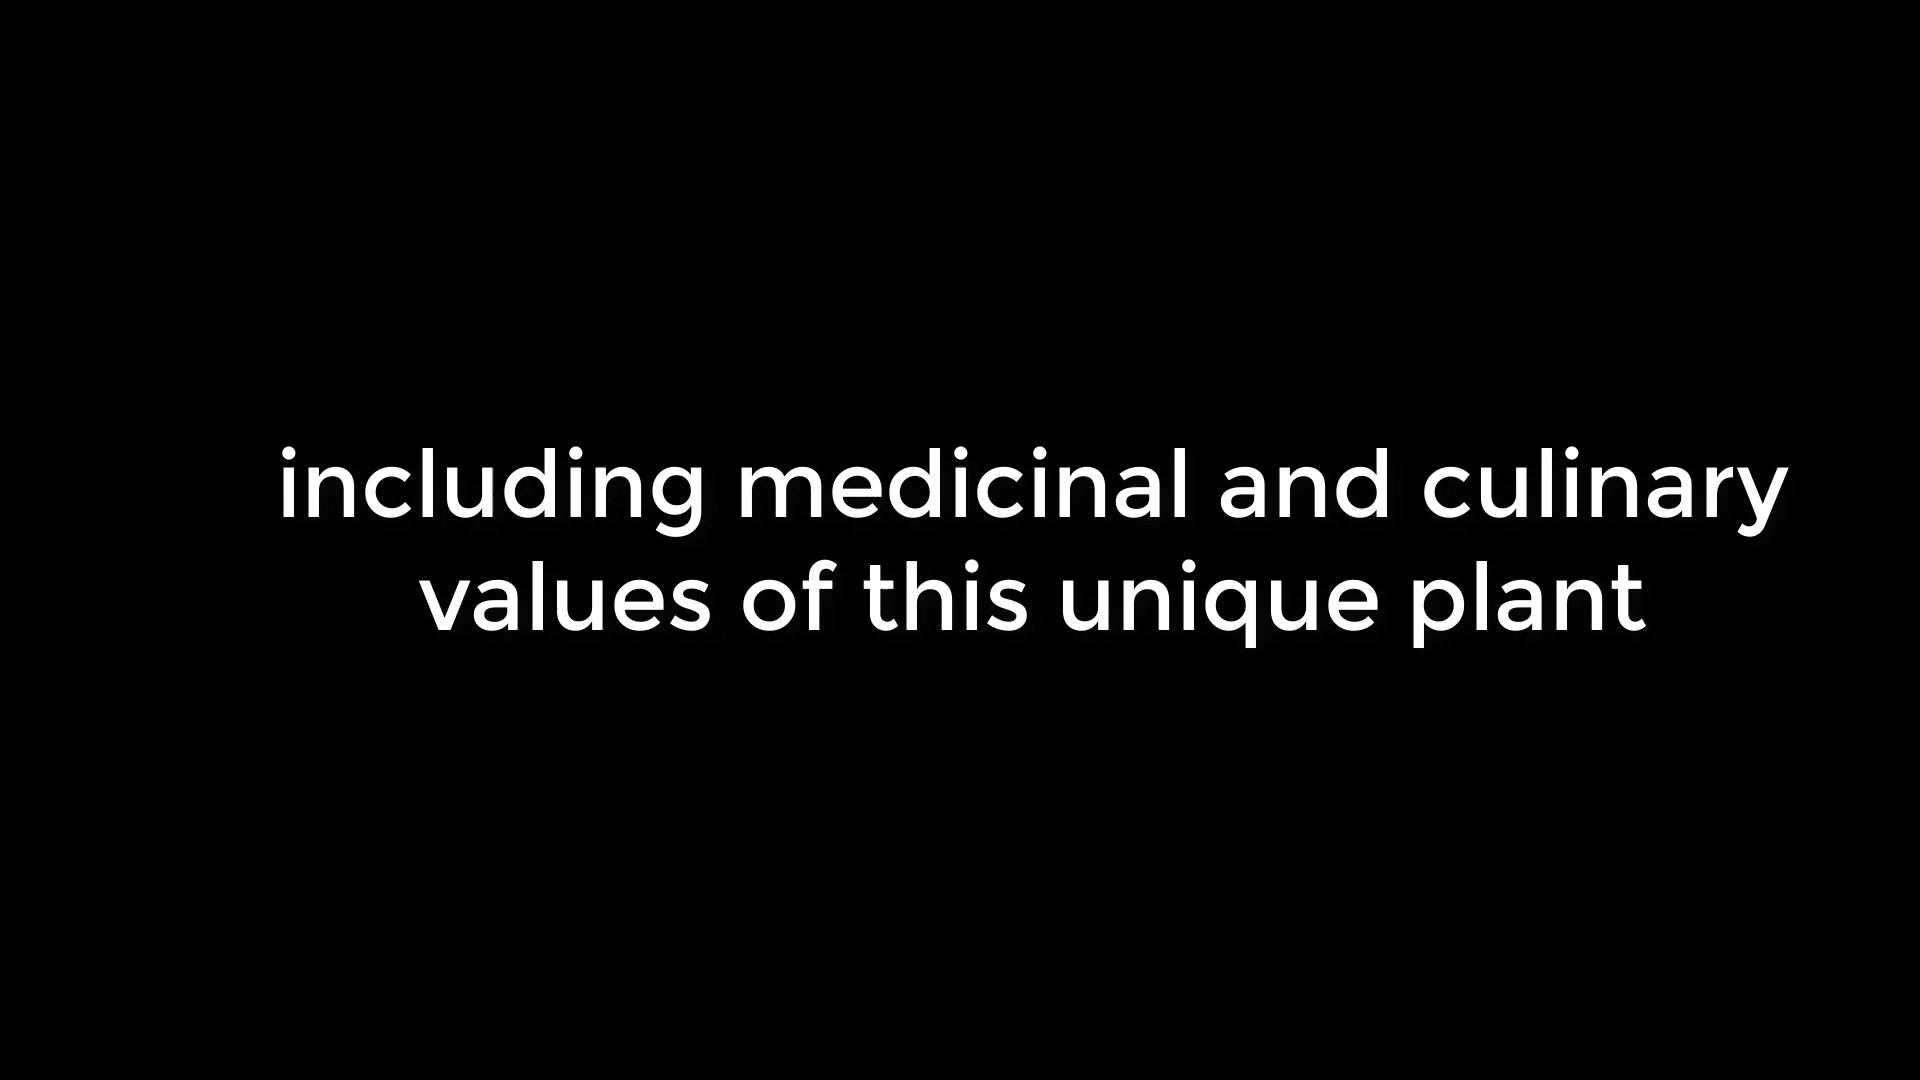 including medicinal and culinary
values of this unique plant